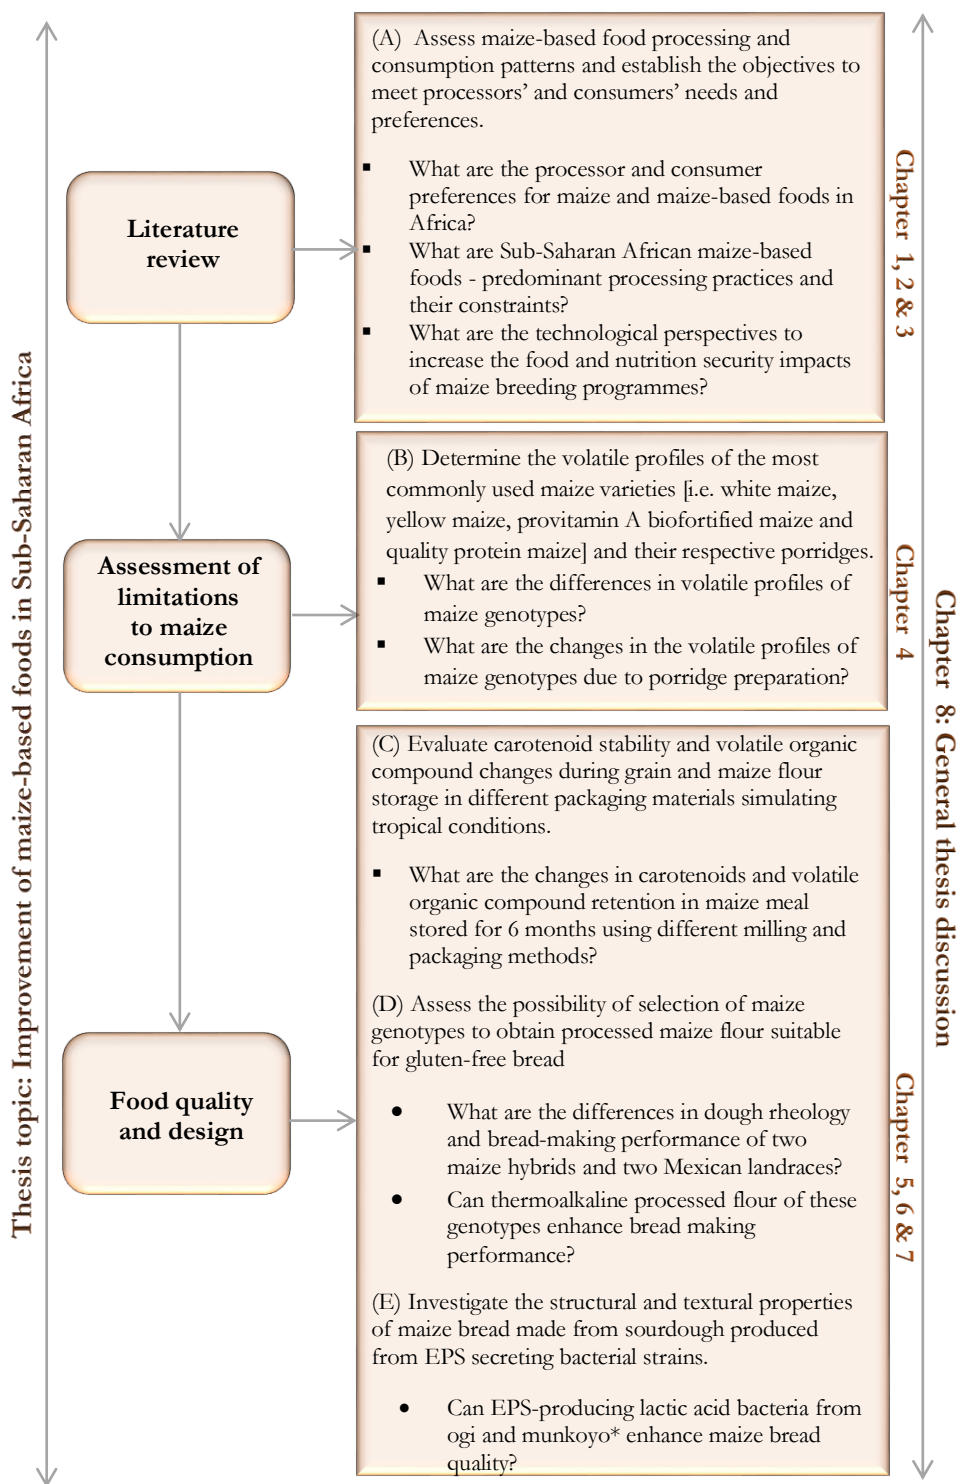 Thesis topic: Improvement of maize-based foods in Sub-Saharan Africa
Literature
review
(A) Assess maize-based food processing and
consumption patterns and establish the objectives to
meet processors’ and consumers’ needs and
preferences.
▪ What are the processor and consumer
preferences for maize and maize-based foods in
Africa?
▪ What are Sub-Saharan African maize-based
foods - predominant processing practices and
their constraints?
▪ What are the technological perspectives to
increase the food and nutrition security impacts
of maize breeding programmes?
Chapter 1, 2 & 3
Assessment of
limitations
to maize
consumption
(B) Determine the volatile profiles of the most
commonly used maize varieties [i.e. white maize,
yellow maize, provitamin A biofortified maize and
quality protein maize] and their respective porridges.
▪ What are the differences in volatile profiles of
maize genotypes?
▪ What are the changes in the volatile profiles of
maize genotypes due to porridge preparation?
Chapter 4
Food quality
and design
(C) Evaluate carotenoid stability and volatile organic
compound changes during grain and maize flour
storage in different packaging materials simulating
tropical conditions.
▪ What are the changes in carotenoids and volatile
organic compound retention in maize meal
stored for 6 months using different milling and
packaging methods?
(D) Assess the possibility of selection of maize
genotypes to obtain processed maize flour suitable
for gluten-free bread
● What are the differences in dough rheology
and bread-making performance of two
maize hybrids and two Mexican landraces?
● Can thermoalkaline processed flour of these
genotypes enhance bread making
performance?
(E) Investigate the structural and textural properties
of maize bread made from sourdough produced
from EPS secreting bacterial strains.
● Can EPS-producing lactic acid bacteria from
ogi and munkoyo* enhance maize bread
quality?
Chapter 5, 6 & 7
Chapter 8: General thesis discussion